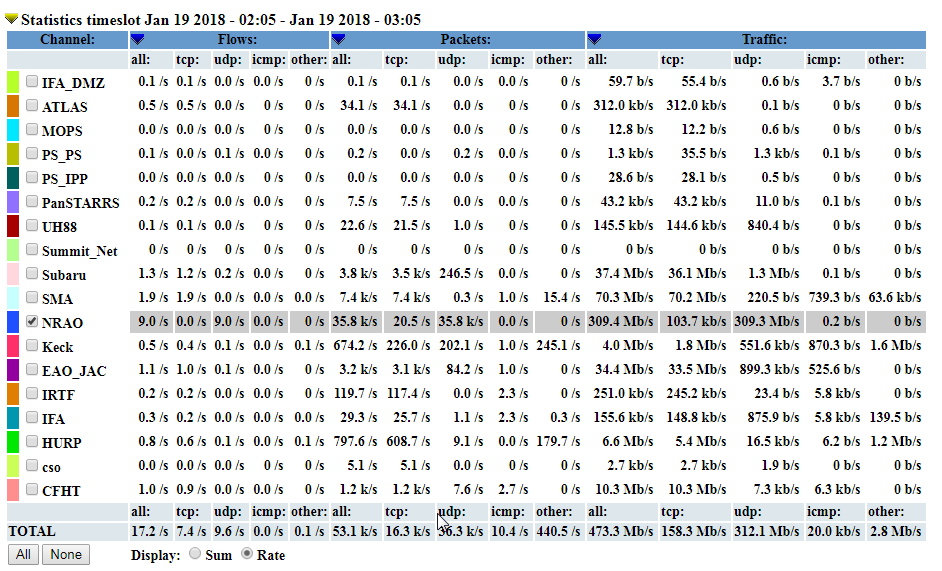 Statistics timeslot Jan 19 2018 - 02:05 - Jan 19 2018 - 03:05
Channel: Flows: Packets: Traffic:
all: tcp: udp: icmp: other: all: tcp: udp: icmp: other: all: tcp: udp: icmp: other:
IFA_DMZ 0.1 /s 0.1 /s 0.0 /s 0.0 /s 0 /s 0.1 /s 0.1 /s 0.0 /s 0.0 /s 0 /s 59.7 b/s 55.4 b/s 0.6 b/s 3.7 b/s 0 b/s
ATLAS 0.5 /s 0.5 /s 0.0 /s 0 /s 0 /s 34.1 /s 34.1 /s 0.0 /s 0 /s 0 /s 312.0 kb/s 312.0 kb/s 0.1 b/s 0 b/s 0 b/s
MOPS 0.0 /s 0.0 /s 0.0 /s 0 /s 0 /s 0.0 /s 0.0 /s 0.0 /s 0 /s 0 /s 12.8 b/s 12.2 b/s 0.6 b/s 0 b/s 0 b/s
PS_PS 0.1 /s 0.0 /s 0.1 /s 0.0 /s 0 /s 0.2 /s 0.0 /s 0.2 /s 0.0 /s 0 /s 1.3 kb/s 35.5 b/s 1.3 kb/s 0.1 b/s 0 b/s
PS_IPP 0.0 /s 0.0 /s 0.0 /s 0 /s 0 /s 0.0 /s 0.0 /s 0.0 /s 0 /s 0 /s 28.6 b/s 28.1 b/s 0.5 b/s 0 b/s 0 b/s
PanSTARRS 0.2 /s 0.2 /s 0.0 /s 0.0 /s 0 /s 7.5 /s 7.5 /s 0.0 /s 0.0 /s 0 /s 43.2 kb/s 43.2 kb/s 11.0 b/s 0.1 b/s 0 b/s
UH88 0.1 /s 0.1 /s 0.0 /s 0 /s 0 /s 22.6 /s 21.5 /s 1.0 /s 0 /s 0 /s 145.5 kb/s 144.6 kb/s 840.4 b/s 0 b/s 0 b/s
Summit_Net 0 /s 0 /s 0 /s 0 /s 0 /s 0 /s 0 /s 0 /s 0 /s 0 /s 0 b/s 0 b/s 0 b/s 0 b/s 0 b/s
Subaru 1.3 /s 1.2 /s 0.2 /s 0.0 /s 0 /s 3.8 k/s 3.5 k/s 246.5 /s 0.0 /s 0 /s 37.4 Mb/s 36.1 Mb/s 1.3 Mb/s 0.1 b/s 0 b/s
SMA 1.9 /s 1.9 /s 0.0 /s 0.0 /s 0.0 /s 7.4 k/s 7.4 k/s 0.3 /s 1.0 /s 15.4 /s 70.3 Mb/s 70.2 Mb/s 220.5 b/s 739.3 b/s 63.6 kb/s
NRAO 9.0 /s 0.0 /s 9.0 /s 0.0 /s 0 /s 35.8 k/s 20.5 /s 35.8 k/s 0.0 /s 0 /s 309.4 Mb/s 103.7 kb/s 309.3 Mb/s 0.2 b/s 0 b/s
Keck 0.5 /s 0.4 /s 0.1 /s 0.0 /s 0.1 /s 674.2 /s 226.0 /s 202.1 /s 1.0 /s 245.1 /s 4.0 Mb/s 1.8 Mb/s 551.6 kb/s 870.3 b/s 1.6 Mb/s
EAO_JAC 1.1 /s 1.0 /s 0.1 /s 0.0 /s 0 /s 3.2 k/s 3.1 k/s 84.2 /s 1.0 /s 0 /s 34.4 Mb/s 33.5 Mb/s 899.3 kb/s 525.6 b/s 0 b/s
IRTF 0.2 /s 0.2 /s 0.0 /s 0.0 /s 0 /s 119.7 /s 117.4 /s 0.0 /s 2.3 /s 0 /s 251.0 kb/s 245.2 kb/s 23.4 b/s 5.8 kb/s 0 b/s
IFA 0.3 /s 0.2 /s 0.0 /s 0.0 /s 0.0 /s 29.3 /s 25.7 /s 1.1 /s 2.3 /s 0.3 /s 155.6 kb/s 148.8 kb/s 875.9 b/s 5.8 kb/s 139.5 b/s
HURP 0.8 /s 0.6 /s 0.1 /s 0.0 /s 0.1 /s 797.6 /s 608.7 /s 9.1 /s 0.0 /s 179.7 /s 6.6 Mb/s 5.4 Mb/s 16.5 kb/s 6.2 b/s 1.2 Mb/s
cso 0.0 /s 0.0 /s 0.0 /s 0 /s 0 /s 5.1 /s 5.1 /s 0.0 /s 0 /s 0 /s 2.7 kb/s 2.7 kb/s 1.9 b/s 0 b/s 0 b/s
CFHT 1.0 /s 0.9 /s 0.0 /s 0.0 /s 0 /s 1.2 k/s 1.2 k/s 7.6 /s 2.7 /s 0 /s 10.3 Mb/s 10.3 Mb/s 7.3 kb/s 6.3 kb/s 0 b/s
all: tcp: udp: icmp: other: all: tcp: udp: icmp: other: all: tcp: udp: icmp: other:
TOTAL 17.2 /s 7.4 /s 9.6 /s 0.0 /s 0.1 /s 53.1 k/s 16.3 k/s 36.3 k/s 10.4 /s 440.5 /s 473.3 Mb/s 158.3 Mb/s 312.1 Mb/s 20.0 kb/s 2.8 Mb/s
All None Display: Sum Rate